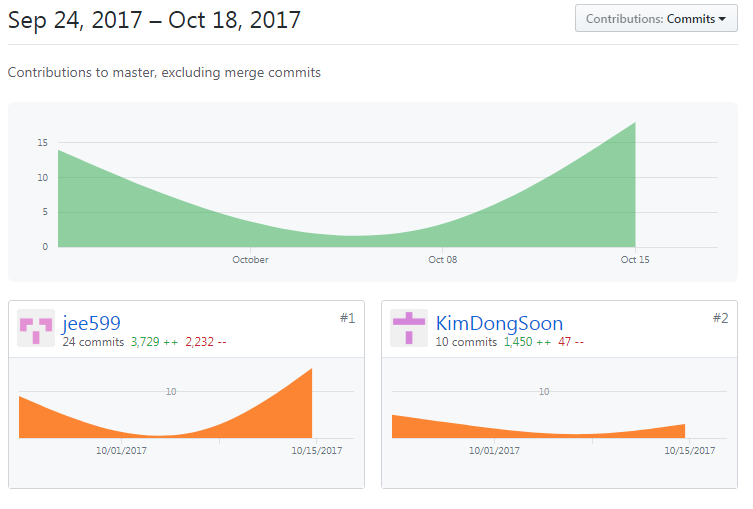 Sep 24, 2017 – Oct 18, 2017
Contributions: Commits
Contributions to master, excluding merge commits
15
10
5
0
October
Oct 08
Oct 15
jee599
#1
24 commits 3,729 ++ 2,232 --
10
10/01/2017
10/15/2017
KimDongSoon
#2
10 commits 1,450 ++ 47 --
10
10/01/2017
10/15/2017